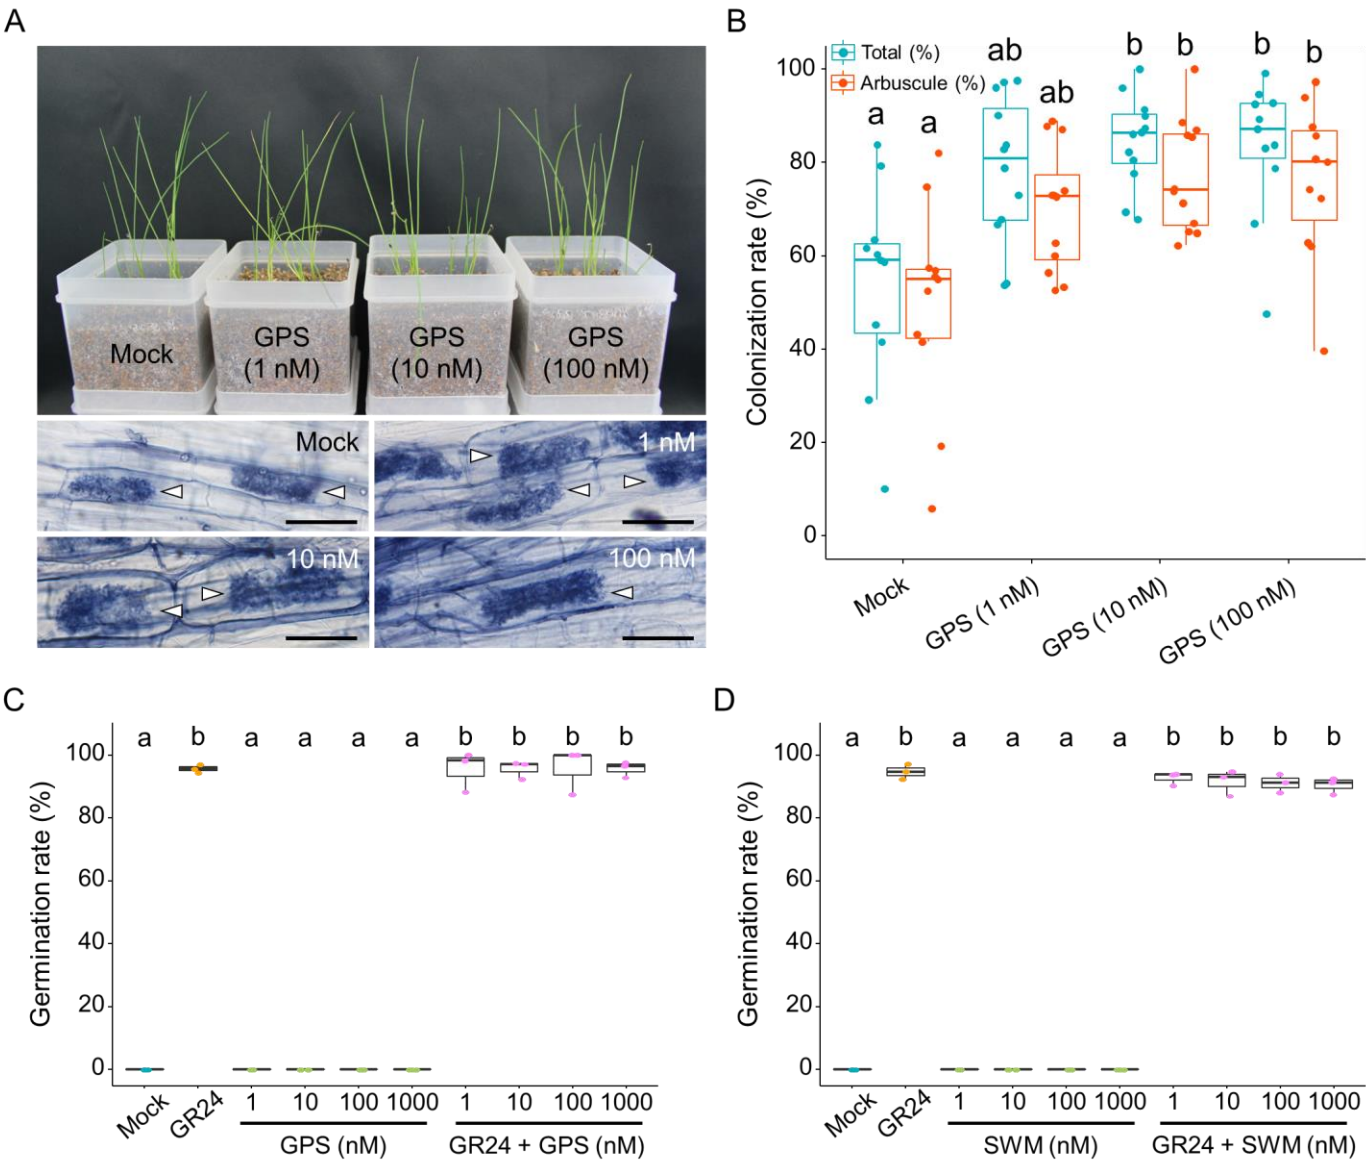 A
Mock
GPS
(1 nM)
GPS
(10 nM)
GPS
(100 nM)
Mock
1 nM
10 nM
100 nM
B
Total (%)
Arbuscule (%)
a
a
ab
ab
b
b
b
b
Colonization rate (%)
100
80
60
40
20
0
Mock
GPS (1 nM)
GPS (10 nM)
GPS (100 nM)
C
a b a a a a b b b b
Germination rate (%)
100
80
60
40
20
0
Mock GR24 1 10 100 1000 1 10 100 1000
GPS (nM) GR24 + GPS (nM)
D
a b a a a a b b b b
Germination rate (%)
100
80
60
40
20
0
Mock GR24 1 10 100 1000 1 10 100 1000
SWM (nM) GR24 + SWM (nM)